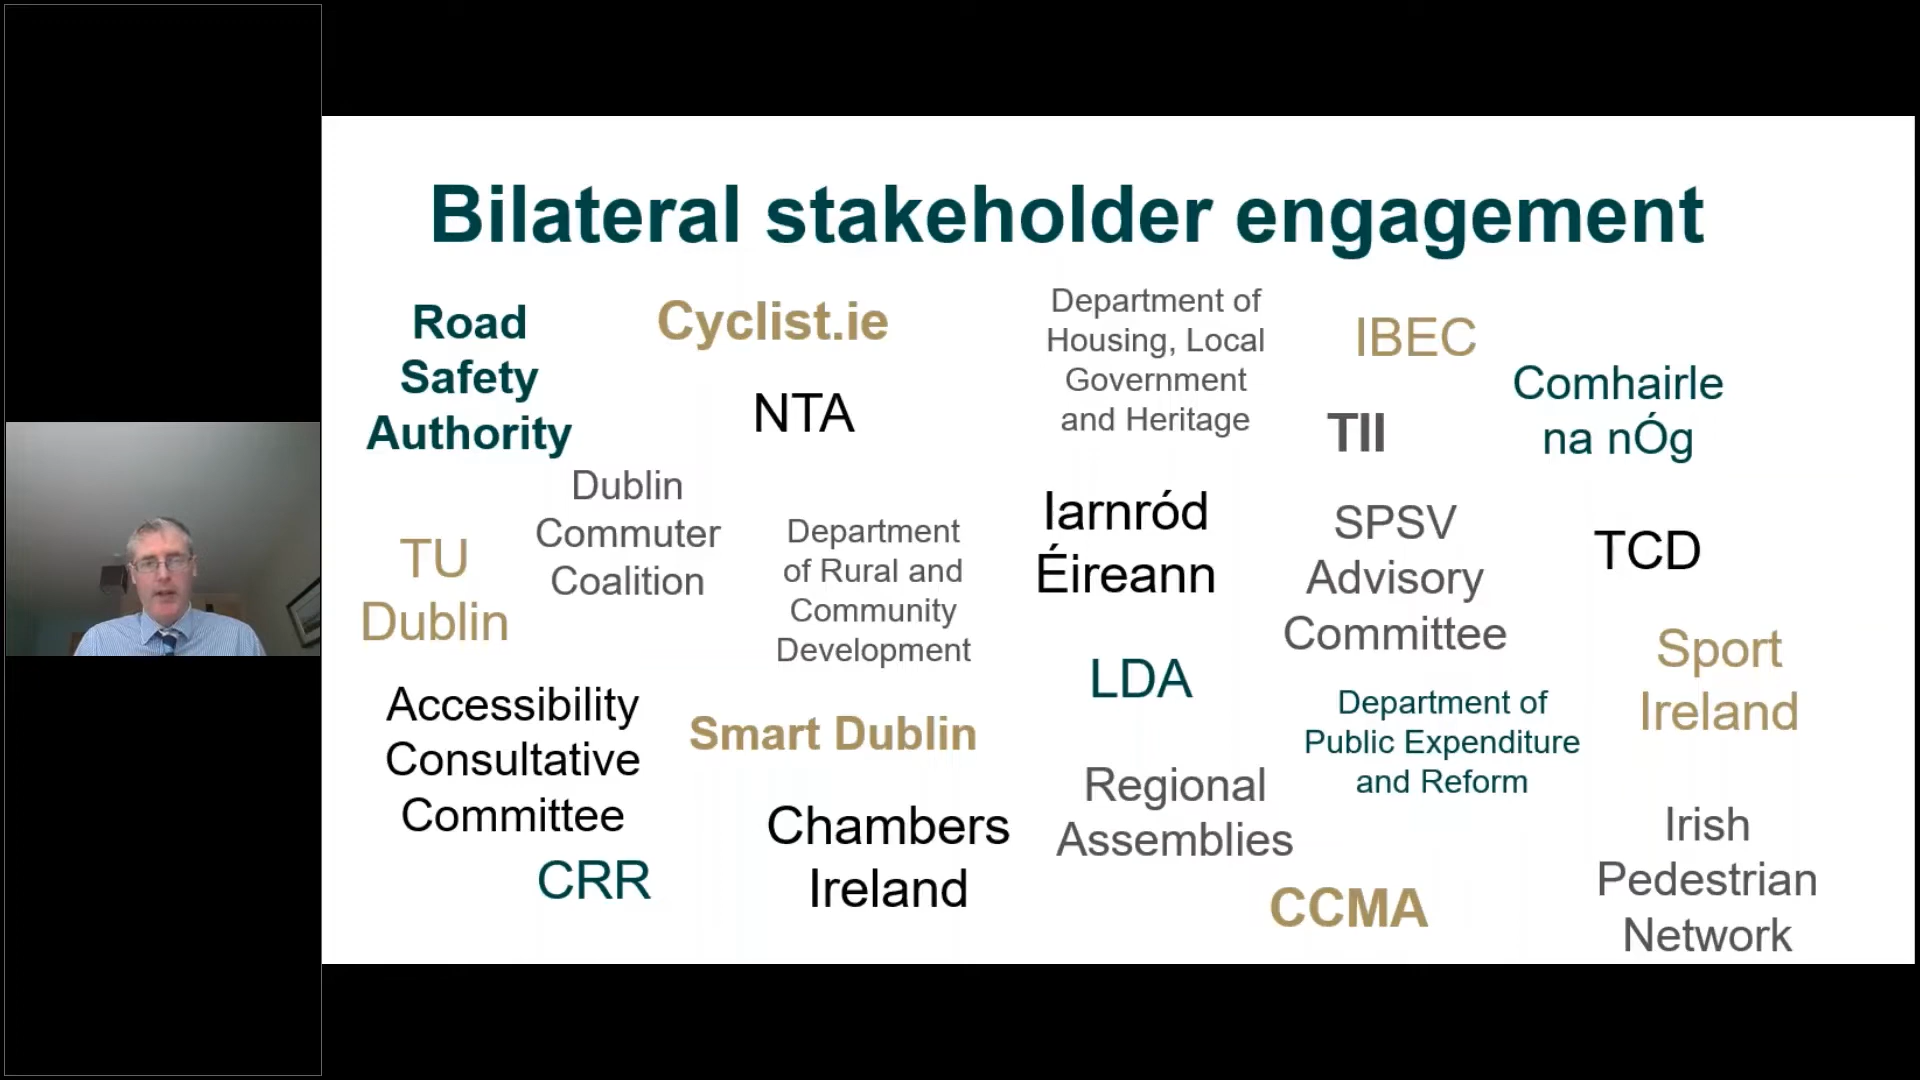 Bilateral stakeholder engagement
Road
Safety
Authority
Cyclist.ie
NTA
Department of
Housing, Local
Government
and Heritage
IBEC
TII
Comhairle
na nÓg
TU
Dublin
Dublin
Commuter
Coalition
Department
of Rural and
Community
Development
Iarnród
Éireann
SPSV
Advisory
Committee
TCD
LDA
Sport
Ireland
Accessibility
Consultative
Committee
Smart Dublin
Department of
Public Expenditure
and Reform
Regional
Assemblies
CRR
Chambers
Ireland
CCMA
Irish
Pedestrian
Network